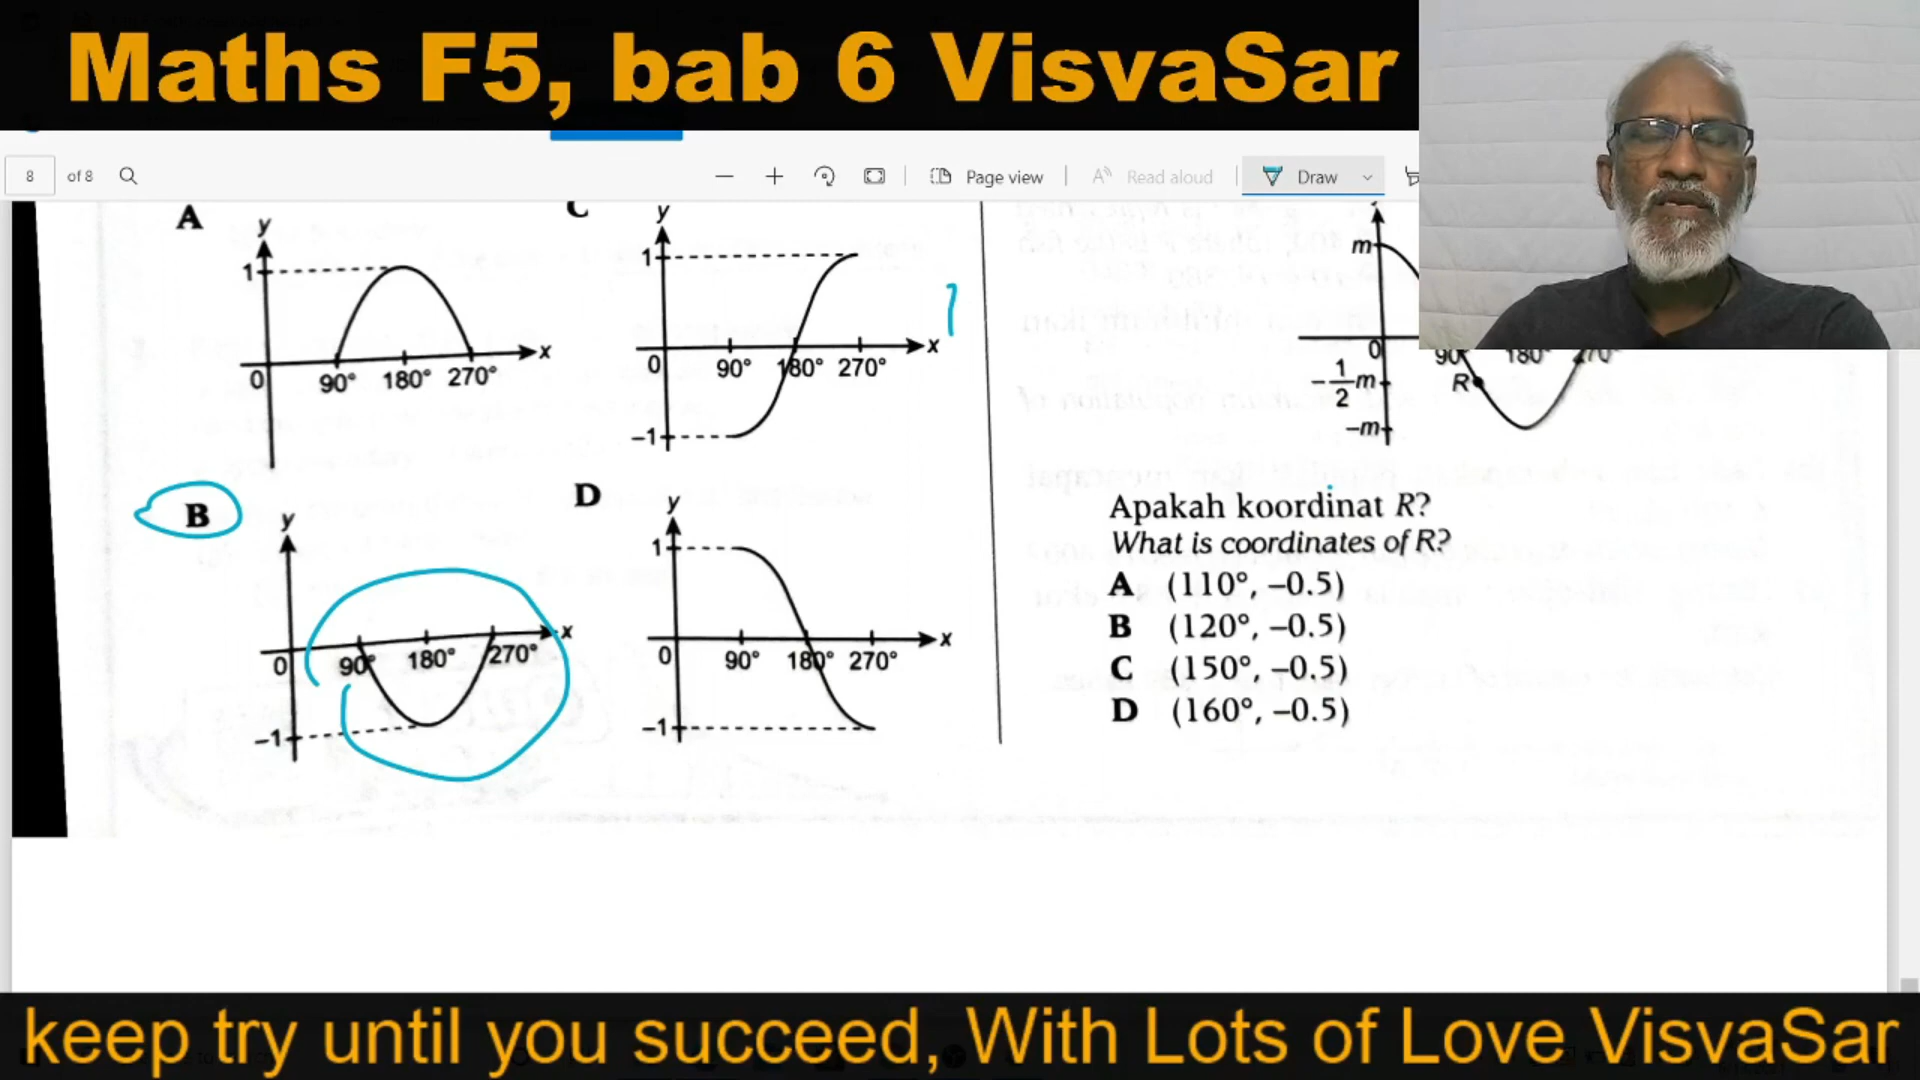 Maths F5, bab 6 VisvaSar
8 of 8
Page view
Read aloud
Draw
A
y
1
0
90° 180° 270°
x
C
y
1
0
90° 180° 270°
x
–1
B
y
0
90° 180° 270°
x
–1
D
y
1
0
90° 180° 270°
x
–1
m
0
180°
–1/2 m
R
–m
Apakah koordinat R?
What is coordinates of R?
A (110°, –0.5)
B (120°, –0.5)
C (150°, –0.5)
D (160°, –0.5)
keep try until you succeed, With Lots of Love VisvaSar